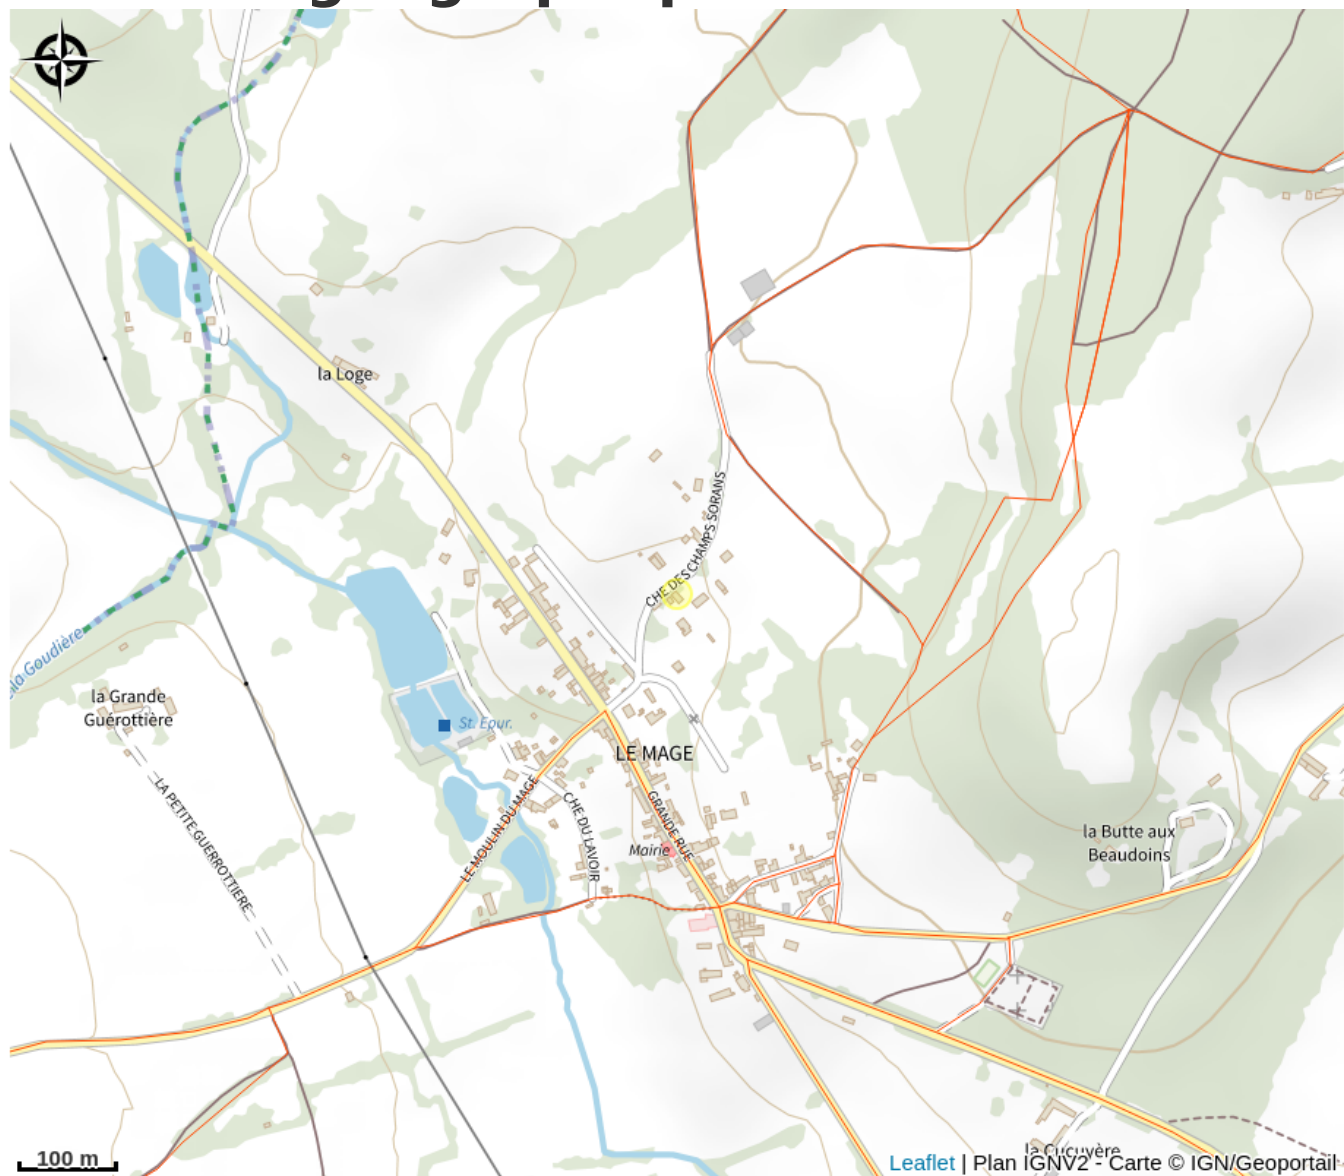 la Loge
CHE DES CHAMPS SORANS
la Goudière
la Grande
Guérottière
St. Epur.
LE MAGE
LA PETITE GUERROTTIERE
LE MOULIN DU MAGE
CHE DU LAVOIR
GRANDE RUE
Mairie
la Butte aux
Beaudoins
la Cucuyère
100 m
Leaflet | Plan IGNV2 - Carte © IGN/Geoportail